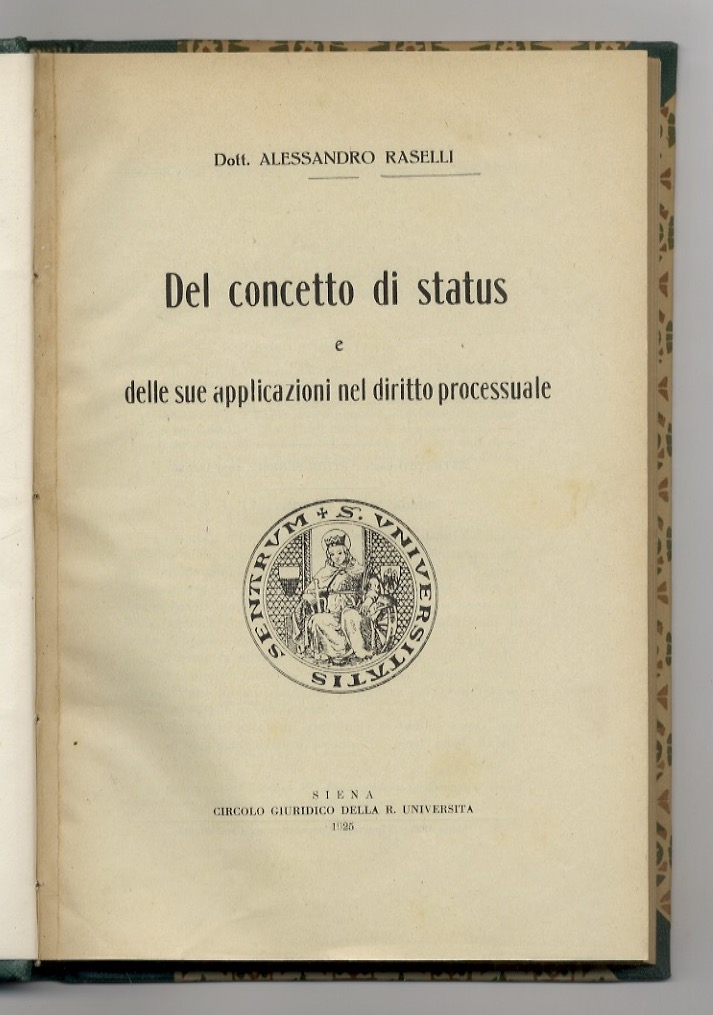 Dott. ALESSANDRO RASELLI
Del concetto di status
e
delle sue applicazioni nel diritto processuale
✢ S. VNIVERSITATIS SENARVM
SIENA
CIRCOLO GIURIDICO DELLA R. UNIVERSITA
1925